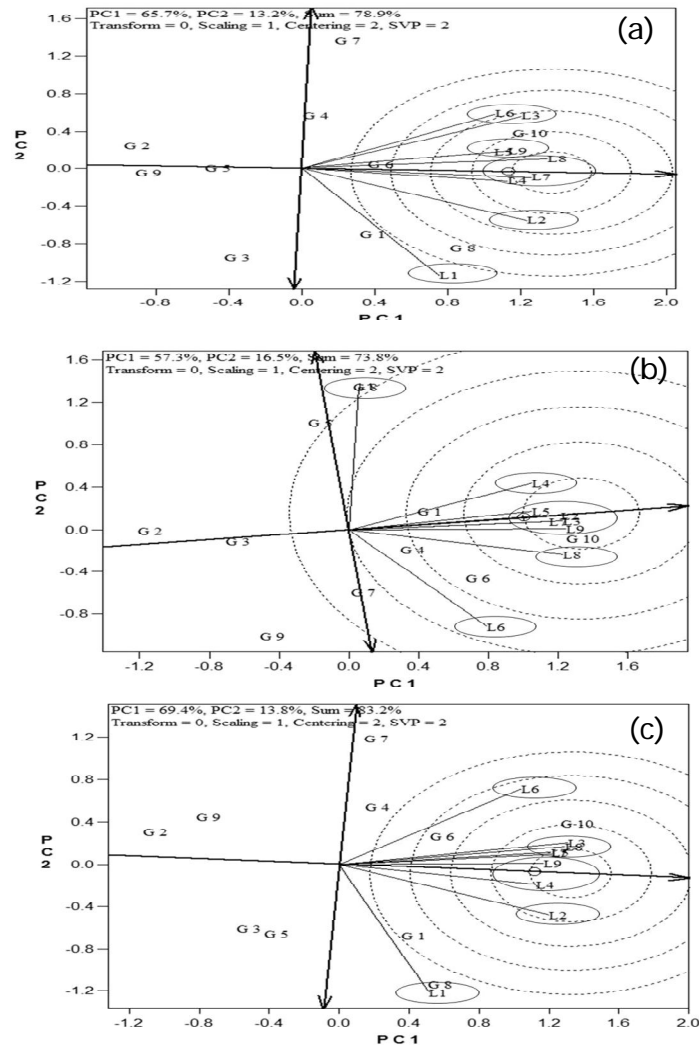 (a)
PC1 = 65.7%, PC2 = 13.2%, Sum = 78.9%
Transform = 0, Scaling = 1, Centering = 2, SVP = 2
1.6
1.2
0.8
0.4
0.0
-0.4
-0.8
-1.2
PC2
G 7
G 4
L6 L3
G 10
G 2
L9
L8
G 9
G 5
G 6
L4 L7
L2
G 1
G 8
G 3
L1
-0.6 0.0 0.4 0.8 1.2 1.6 2.0
PC1
(b)
PC1 = 57.3%, PC2 = 16.5%, Sum = 73.8%
Transform = 0, Scaling = 1, Centering = 2, SVP = 2
1.6
1.2
0.8
0.4
0.0
-0.4
-0.8
PC2
L4
G 1
L5
L3
L9
G 2
G 3
G 10
G 4
L8
G 6
G 7
L6
G 9
-1.2 -0.8 -0.4 0.0 0.4 0.8 1.2 1.6
PC1
(c)
PC1 = 69.4%, PC2 = 13.8%, Sum = 83.2%
Transform = 0, Scaling = 1, Centering = 2, SVP = 2
1.2
0.8
0.4
0.0
-0.4
-0.8
-1.2
PC2
G 7
L6
G 4
G 9
G 10
G 2
G 6
L3
L9
L4
L2
G 3
G 5
G 1
G 8
L1
-1.2 -0.8 -0.4 0.0 0.4 0.8 1.2 1.6 2.0
PC1